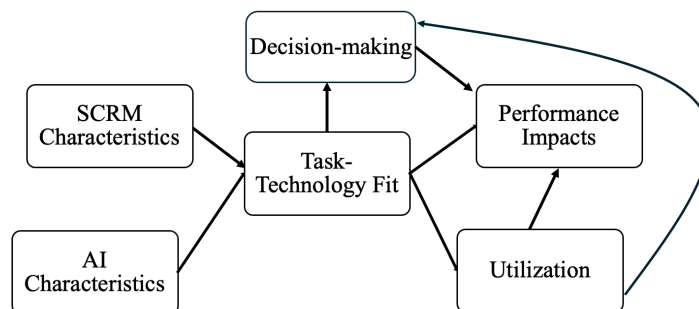 Decision-making
SCRM
Characteristics
Performance
Impacts
Task-
Technology Fit
AI
Characteristics
Utilization